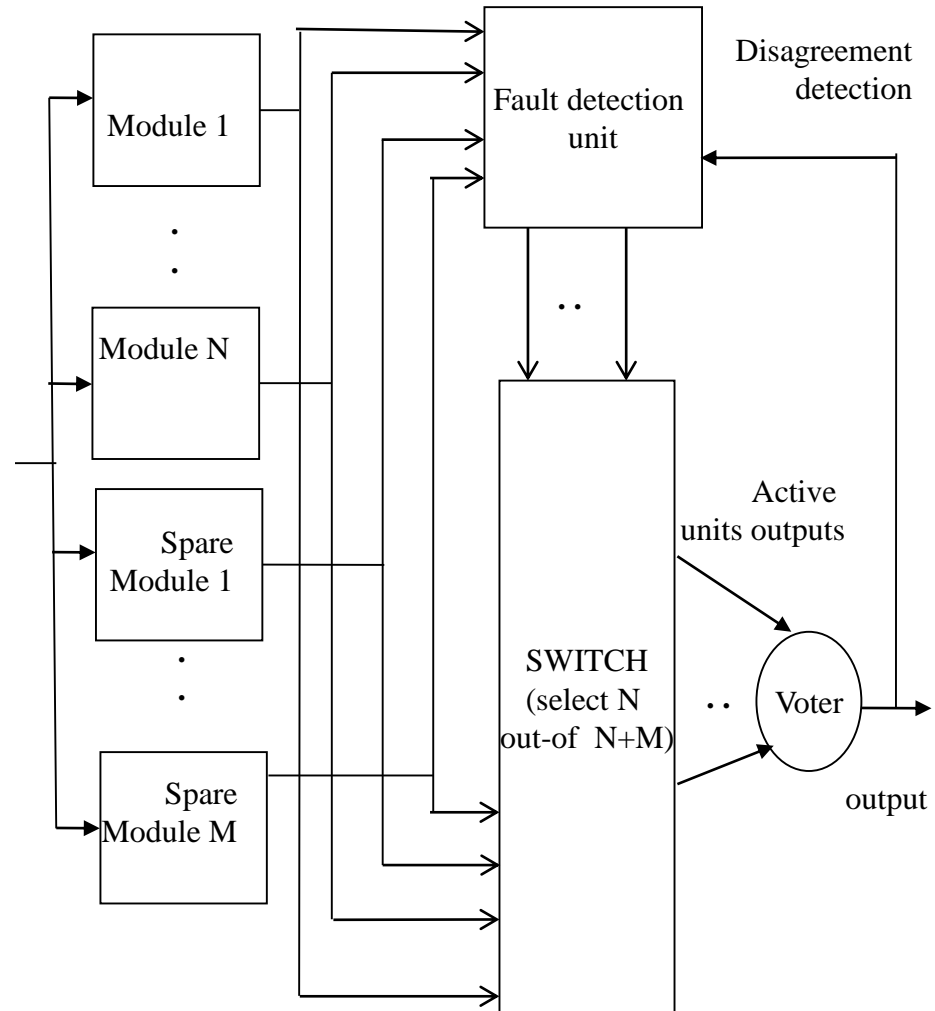 Module 1
Module N
Spare
Module 1
Spare
Module M
Fault detection
unit
Disagreement
detection
SWITCH
(select N
out-of N+M)
Active
units outputs
Voter
output